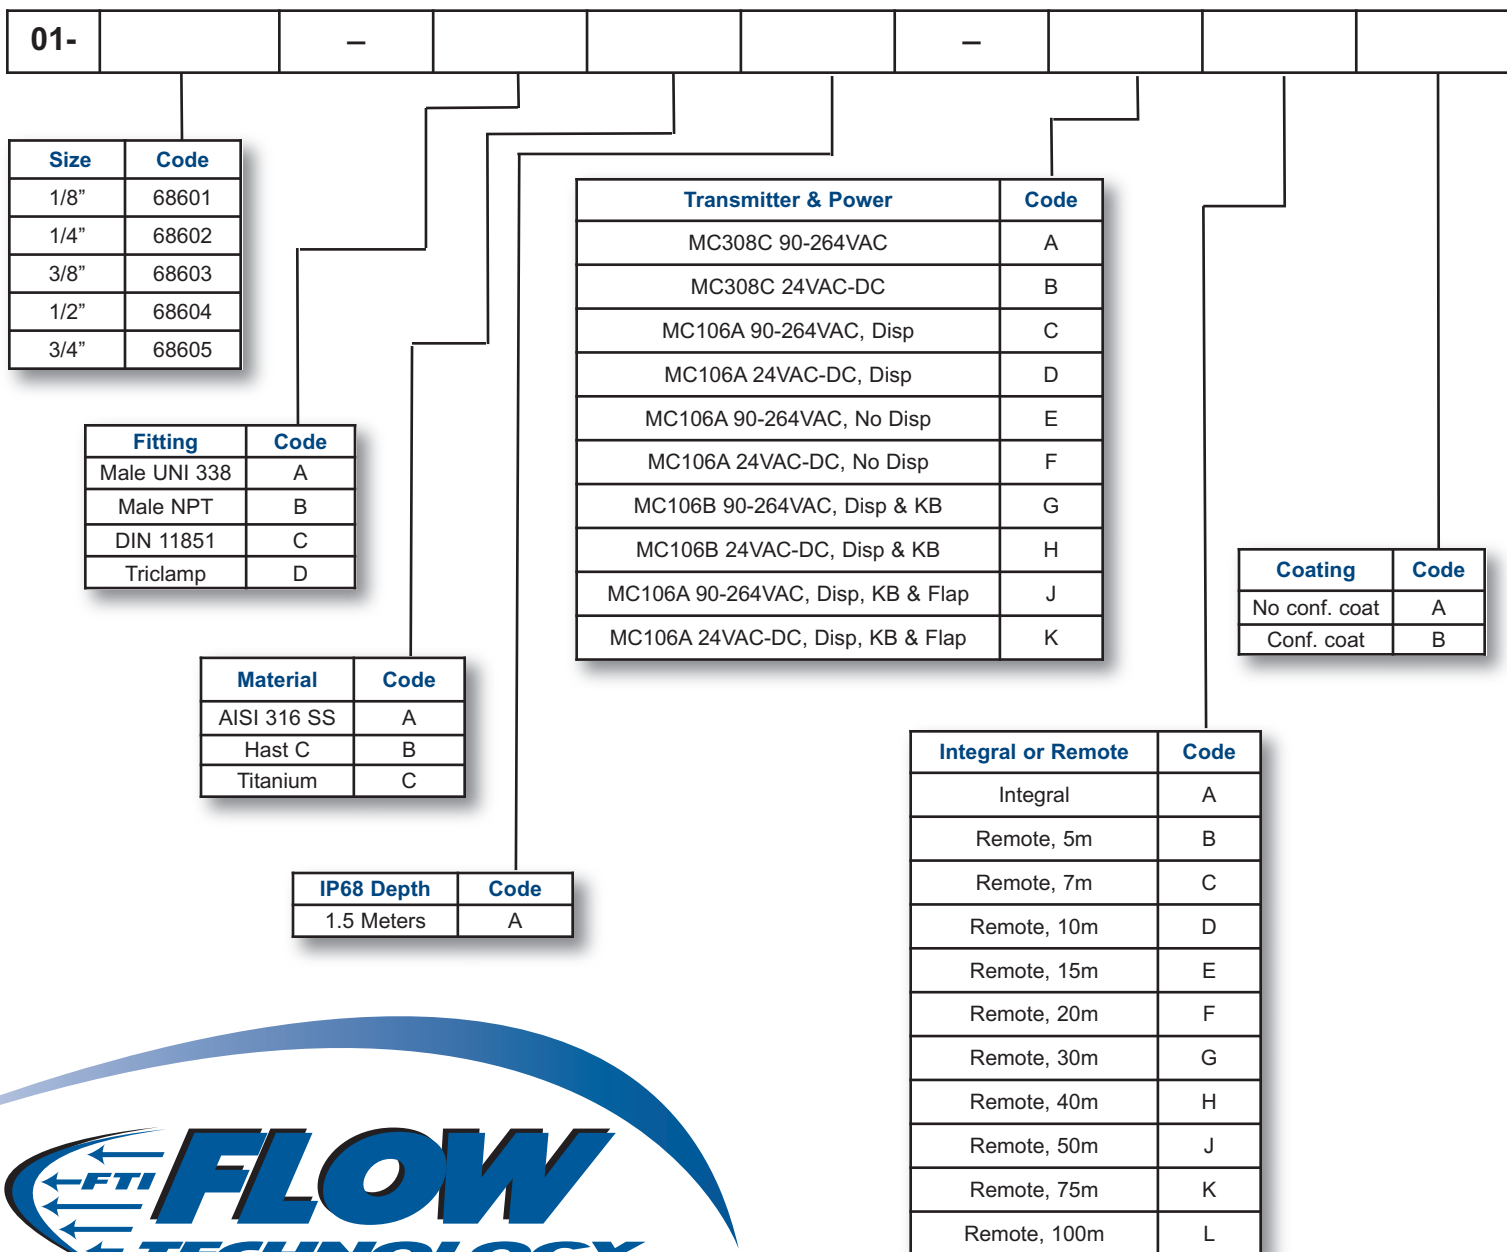 01- – –
Size Code
1/8” 68601
1/4” 68602
3/8” 68603
1/2” 68604
3/4” 68605
Fitting Code
Male UNI 338 A
Male NPT B
DIN 11851 C
Triclamp D
Material Code
AISI 316 SS A
Hast C B
Titanium C
IP68 Depth Code
1.5 Meters A
Transmitter & Power Code
MC308C 90-264VAC A
MC308C 24VAC-DC B
MC106A 90-264VAC, Disp C
MC106A 24VAC-DC, Disp D
MC106A 90-264VAC, No Disp E
MC106A 24VAC-DC, No Disp F
MC106B 90-264VAC, Disp & KB G
MC106B 24VAC-DC, Disp & KB H
MC106A 90-264VAC, Disp, KB & Flap J
MC106A 24VAC-DC, Disp, KB & Flap K
Integral or Remote Code
Integral A
Remote, 5m B
Remote, 7m C
Remote, 10m D
Remote, 15m E
Remote, 20m F
Remote, 30m G
Remote, 40m H
Remote, 50m J
Remote, 75m K
Remote, 100m L
Coating Code
No conf. coat A
Conf. coat B
FTI
FLOW
TECHNOLOGY